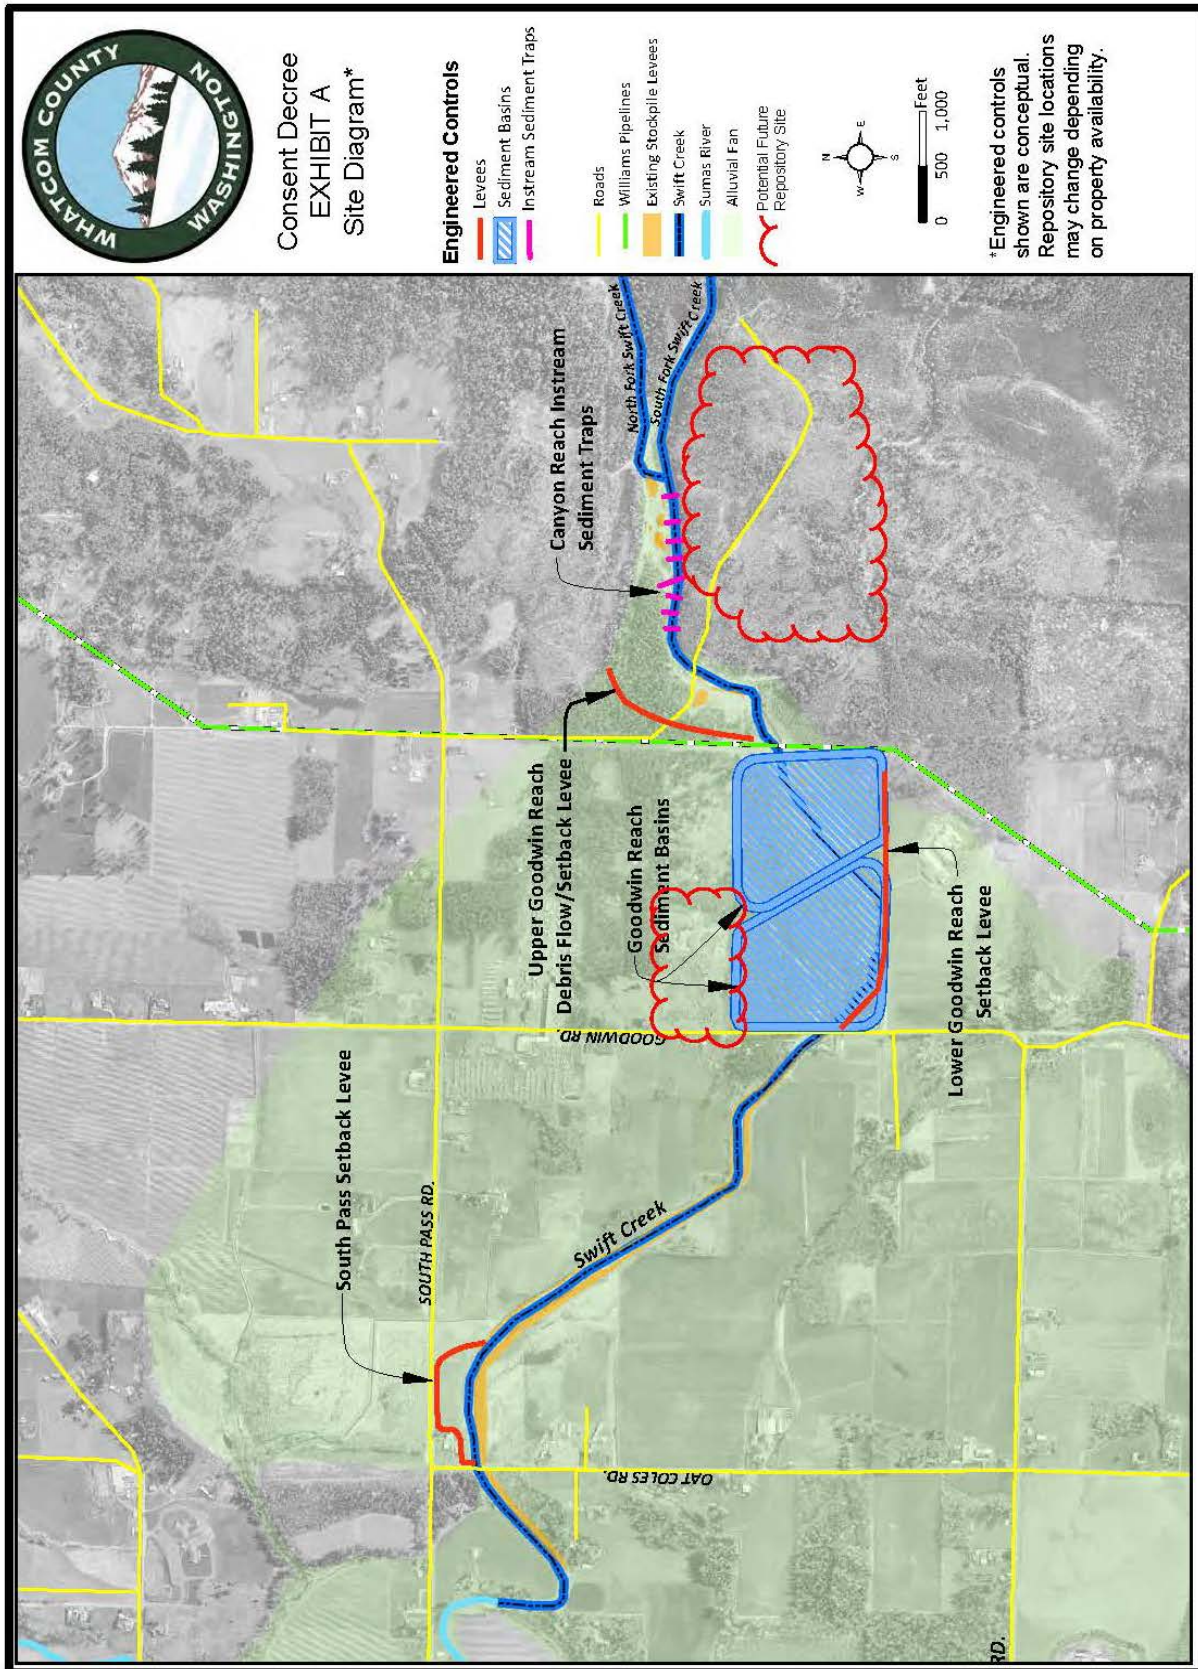 WHATCOM COUNTY
WASHINGTON
Consent Decree
EXHIBIT A
Site Diagram*
Engineered Controls
Levees
Sediment Basins
Instream Sediment Traps
Roads
Williams Pipelines
Existing Stockpile Levees
Swift Creek
Sumas River
Alluvial Fan
Potential Future
Repository Site
N
W
E
S
Feet
0 500 1,000
*Engineered controls
shown are conceptual.
Repository site locations
may change depending
on property availability.
South Pass Setback Levee
SOUTH PASS RD.
Upper Goodwin Reach
Debris Flow/Setback Levee
Canyon Reach Instream
Sediment Traps
North Fork Swift Creek
South Fork Swift Creek
GOODWIN RD.
Goodwin Reach
Sediment Basins
Swift Creek
OAT COLES RD.
Lower Goodwin Reach
Setback Levee
RD.